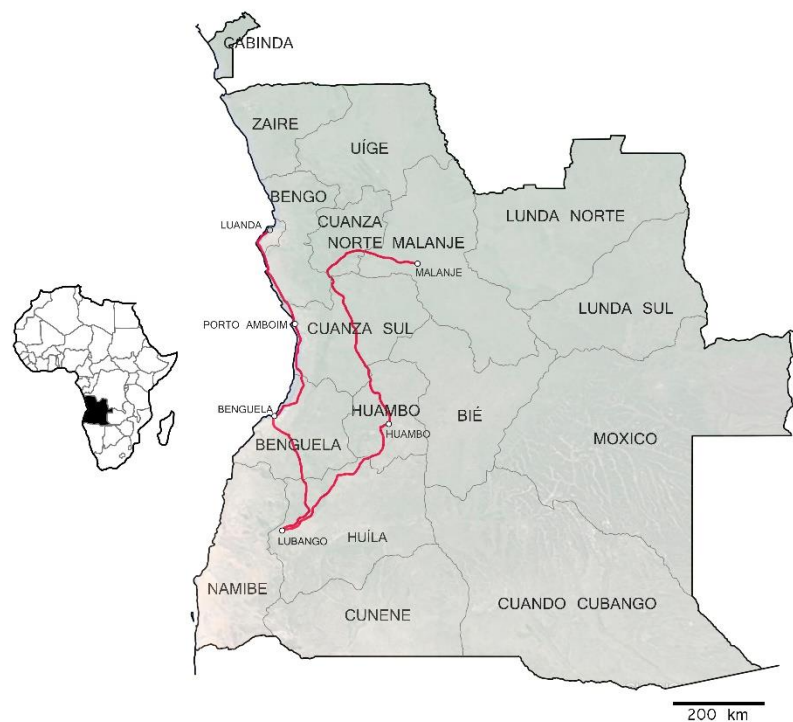 CABINDA
ZAIRE
UÍGE
BENGO
LUNDA NORTE
CUANZA
NORTE
MALANJE
LUANDA
MALANJE
LUNDA SUL
PORTO AMBOIM
CUANZA SUL
HUAMBO
BIÉ
BENGUELA
HUAMBO
MOXICO
BENGUELA
LUBANGO
HUÍLA
NAMIBE
CUNENE
CUANDO CUBANGO
200 km